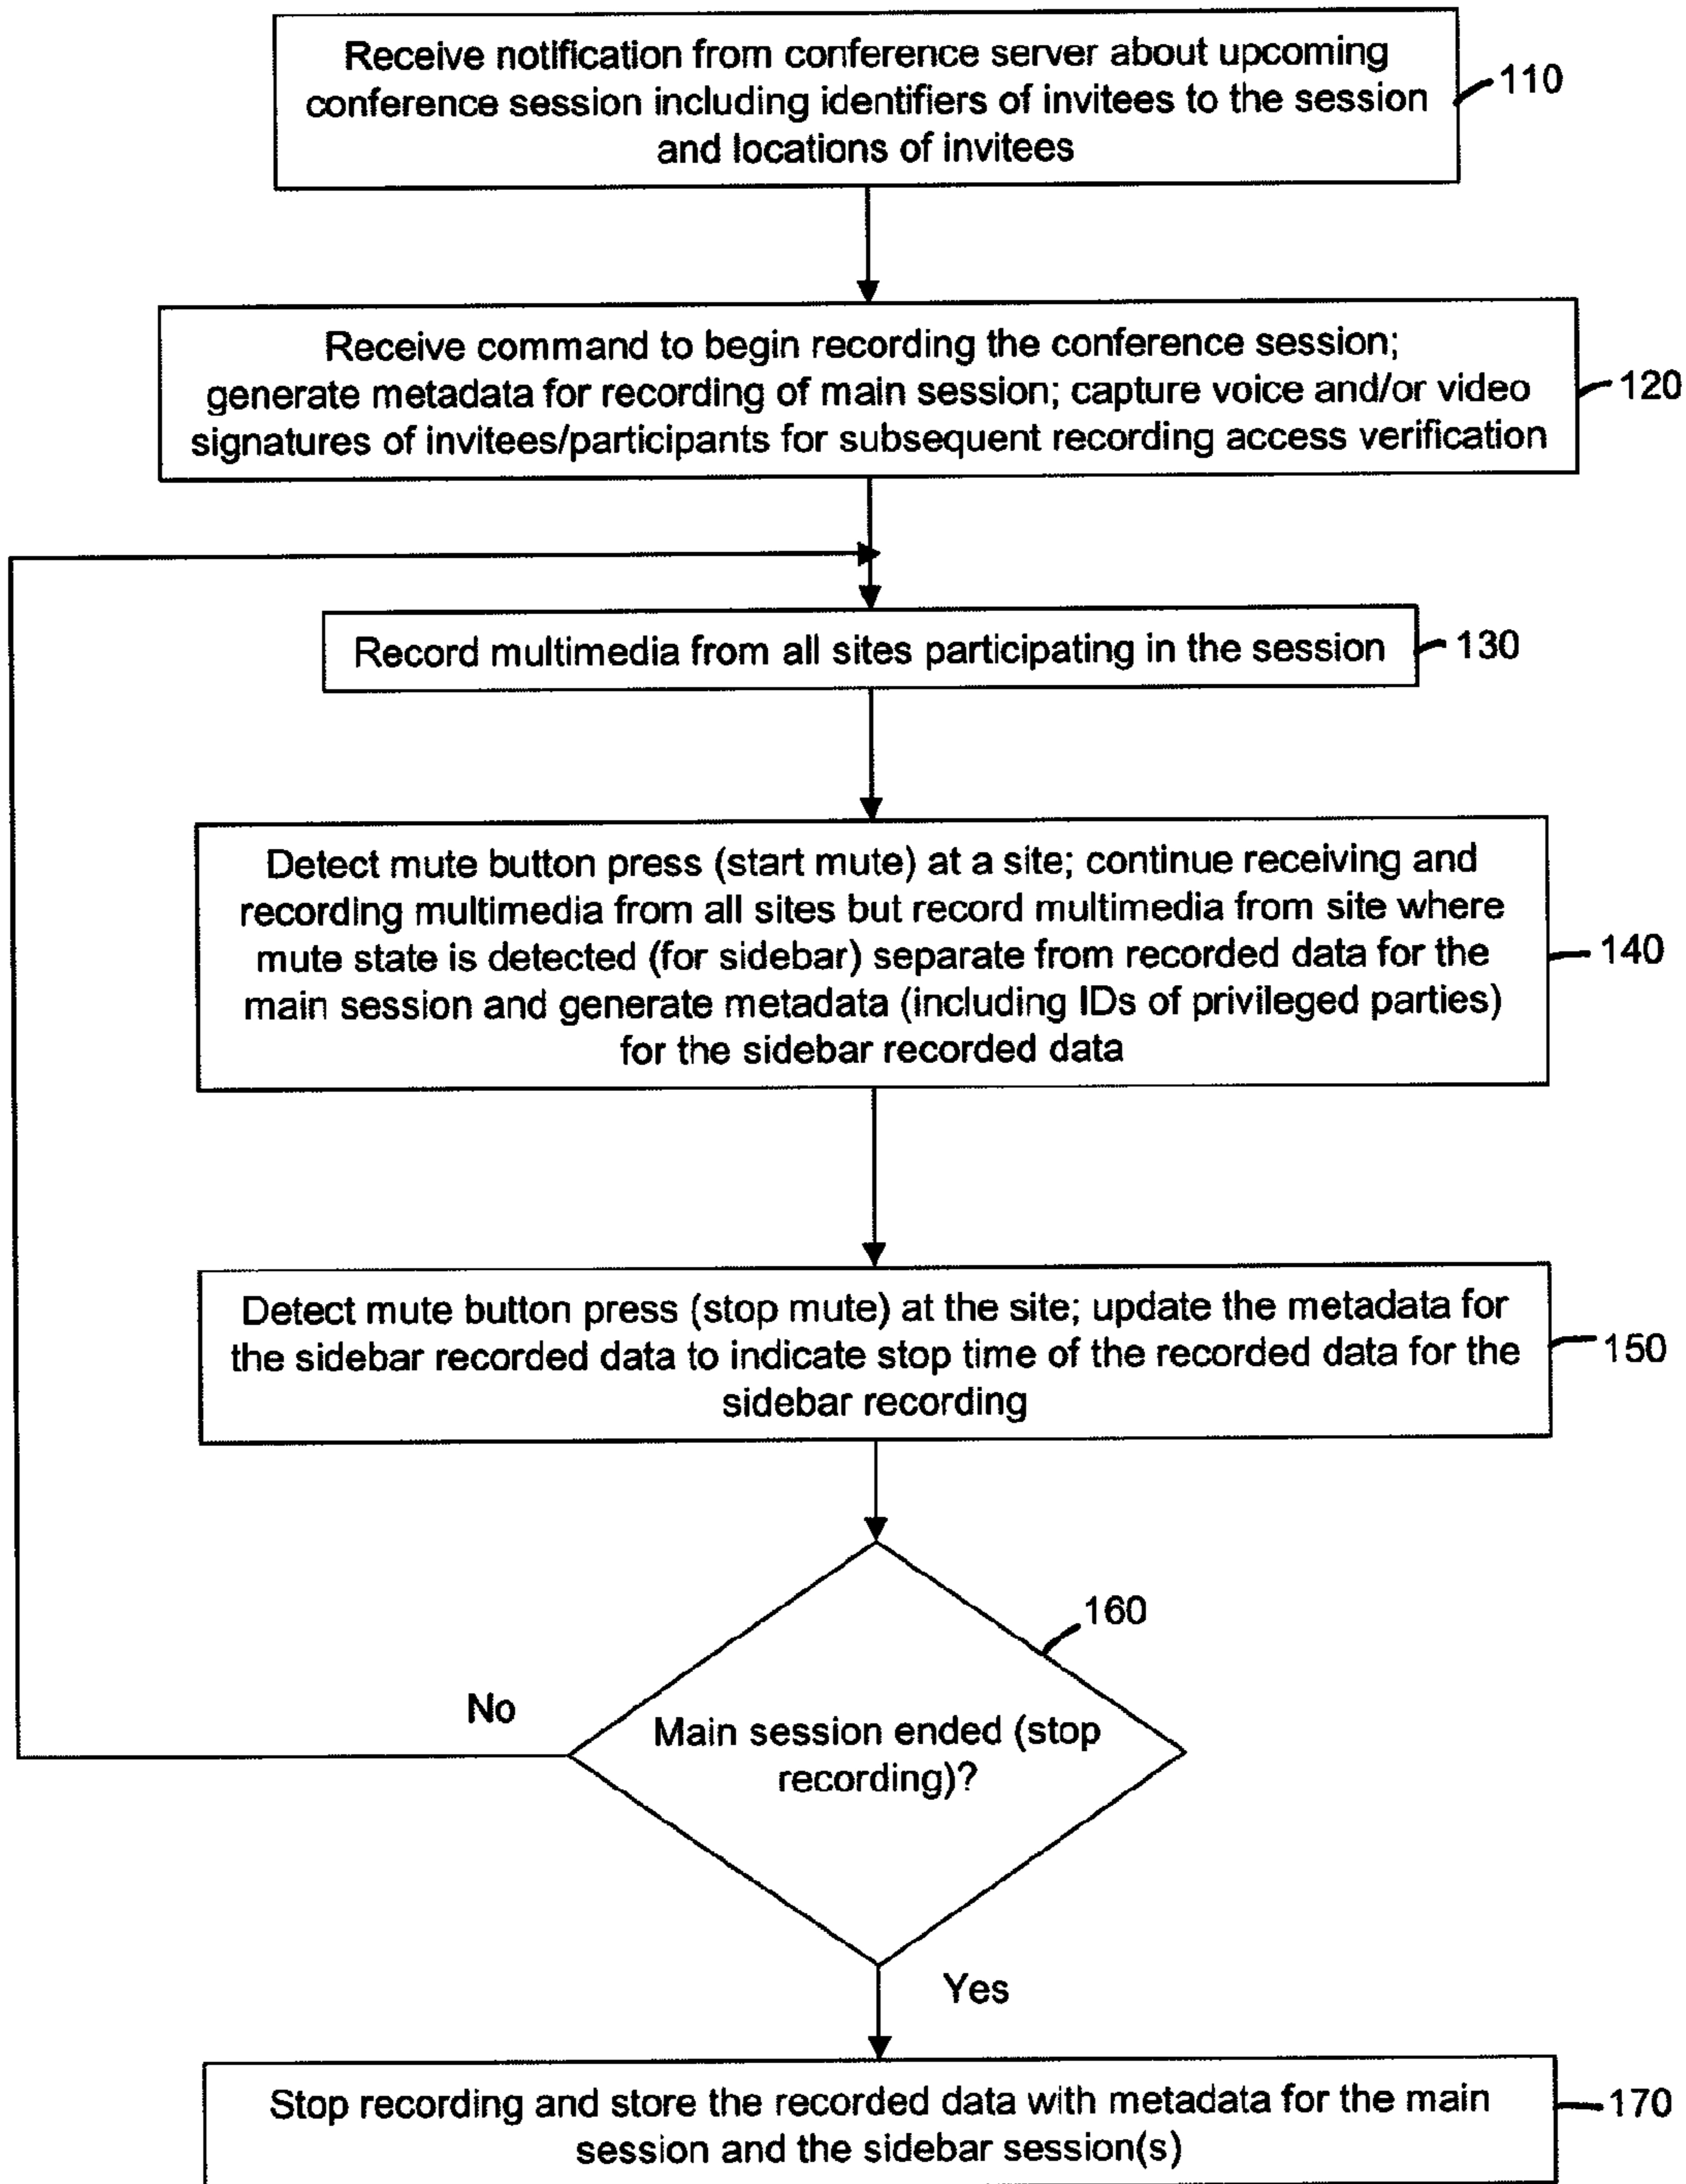 Receive notification from conference server about upcoming
conference session including identifiers of invitees to the session
and locations of invitees
110
Receive command to begin recording the conference session;
generate metadata for recording of main session; capture voice and/or video
signatures of invitees/participants for subsequent recording access verification
120
Record multimedia from all sites participating in the session
130
Detect mute button press (start mute) at a site; continue receiving and
recording multimedia from all sites but record multimedia from site where
mute state is detected (for sidebar) separate from recorded data for the
main session and generate metadata (including IDs of privileged parties)
for the sidebar recorded data
140
Detect mute button press (stop mute) at the site; update the metadata for
the sidebar recorded data to indicate stop time of the recorded data for the
sidebar recording
150
160
No
Main session ended (stop
recording)?
Yes
Stop recording and store the recorded data with metadata for the main
session and the sidebar session(s)
170